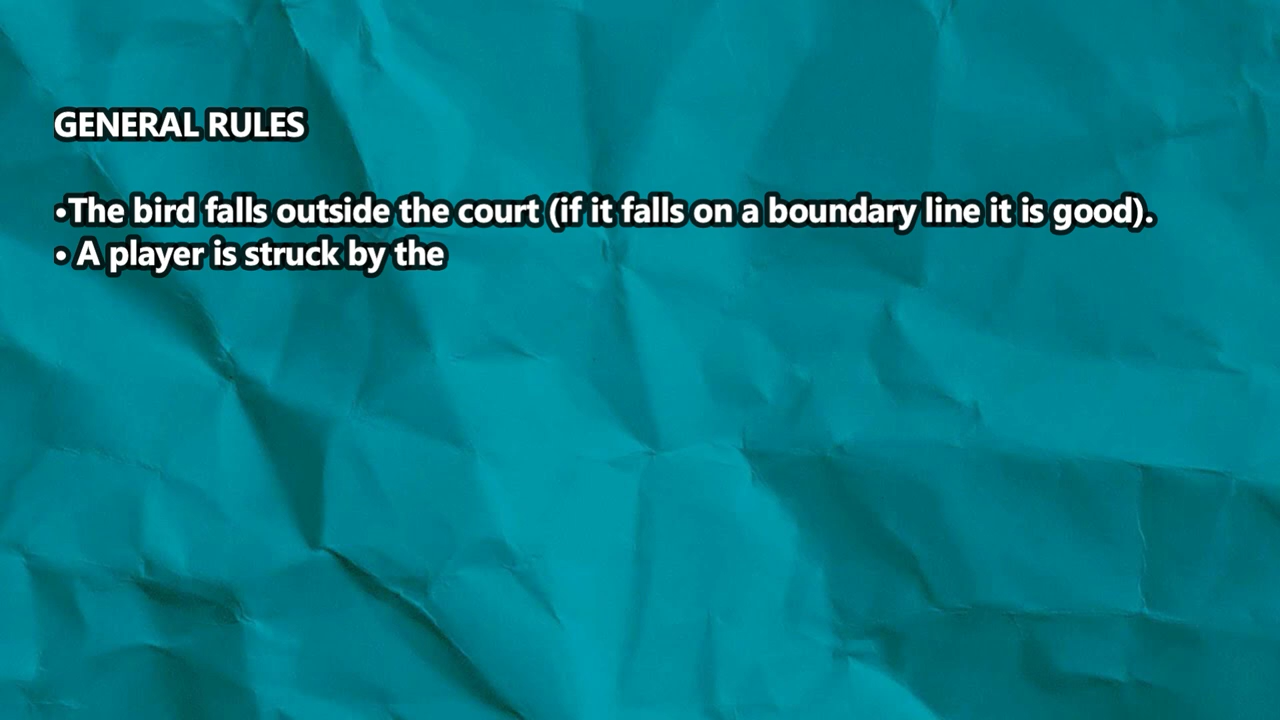 GENERAL RULES
•The bird falls outside the court (if it falls on a boundary line it is good).
• A player is struck by the